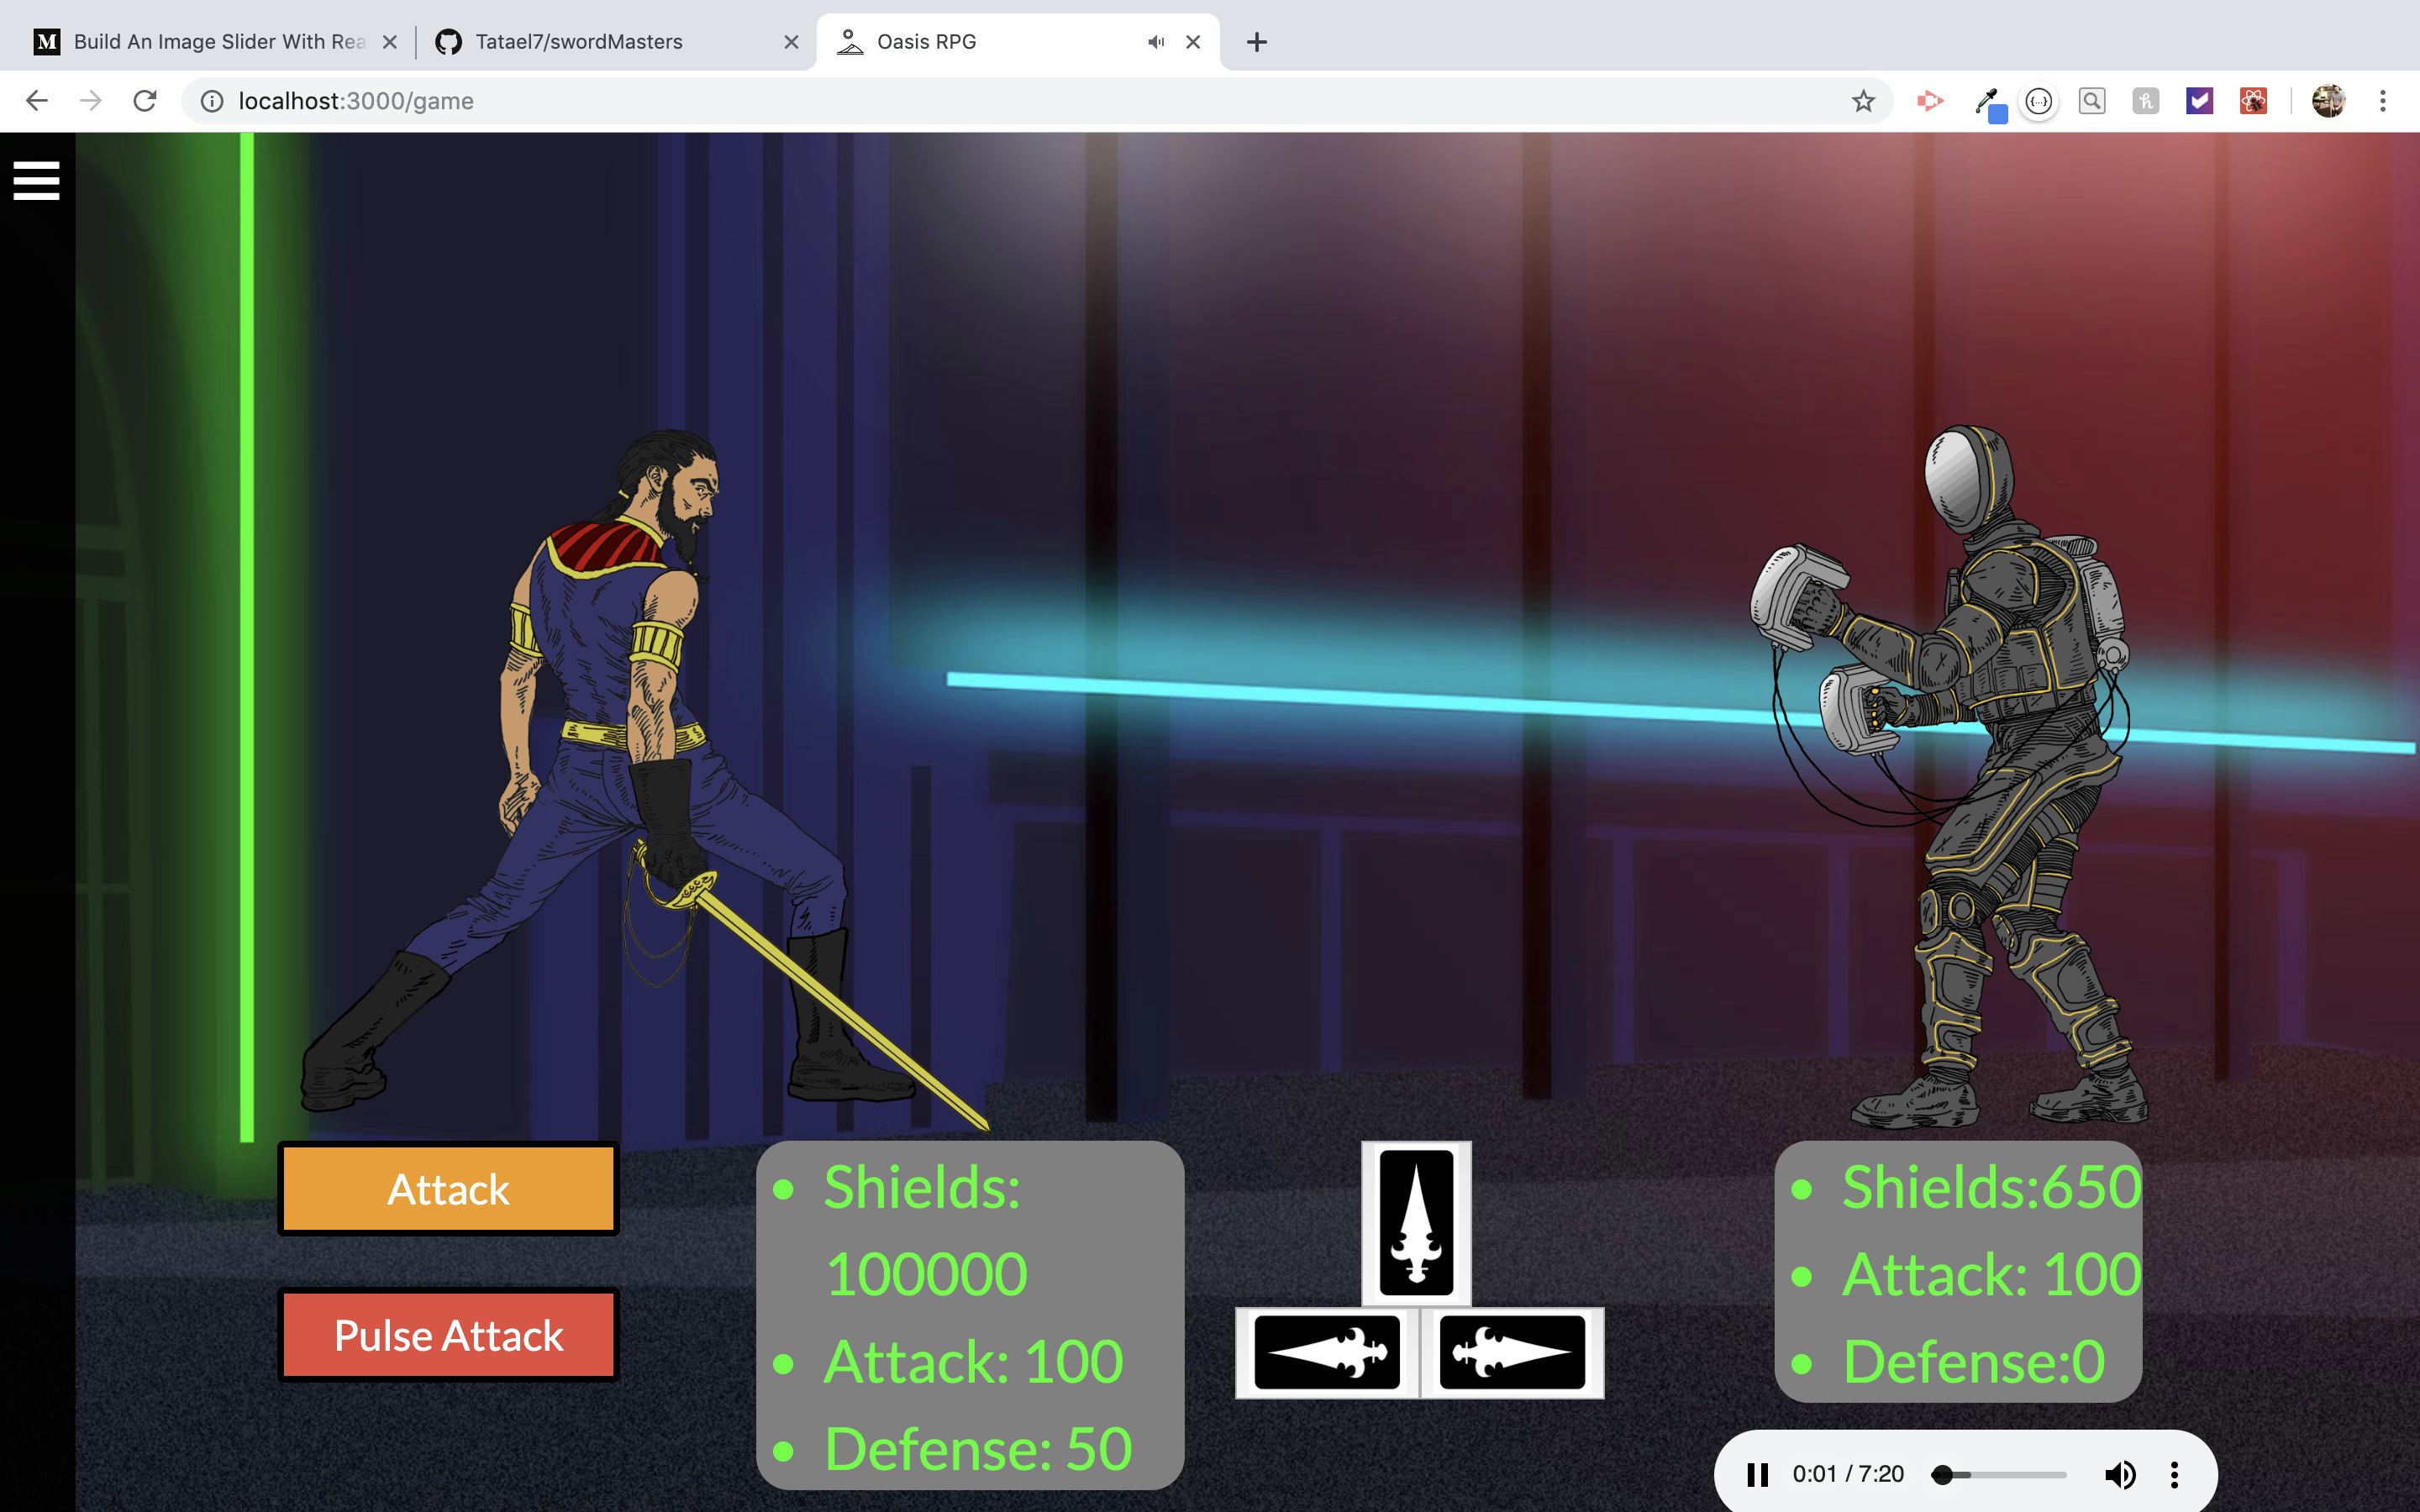 Build An Image Slider With Rea
Tatael7/swordMasters
Oasis RPG
localhost:3000/game
Attack
Pulse Attack
Shields:
100000
Attack: 100
Defense: 50
Shields:650
Attack: 100
Defense:0
0:01 / 7:20